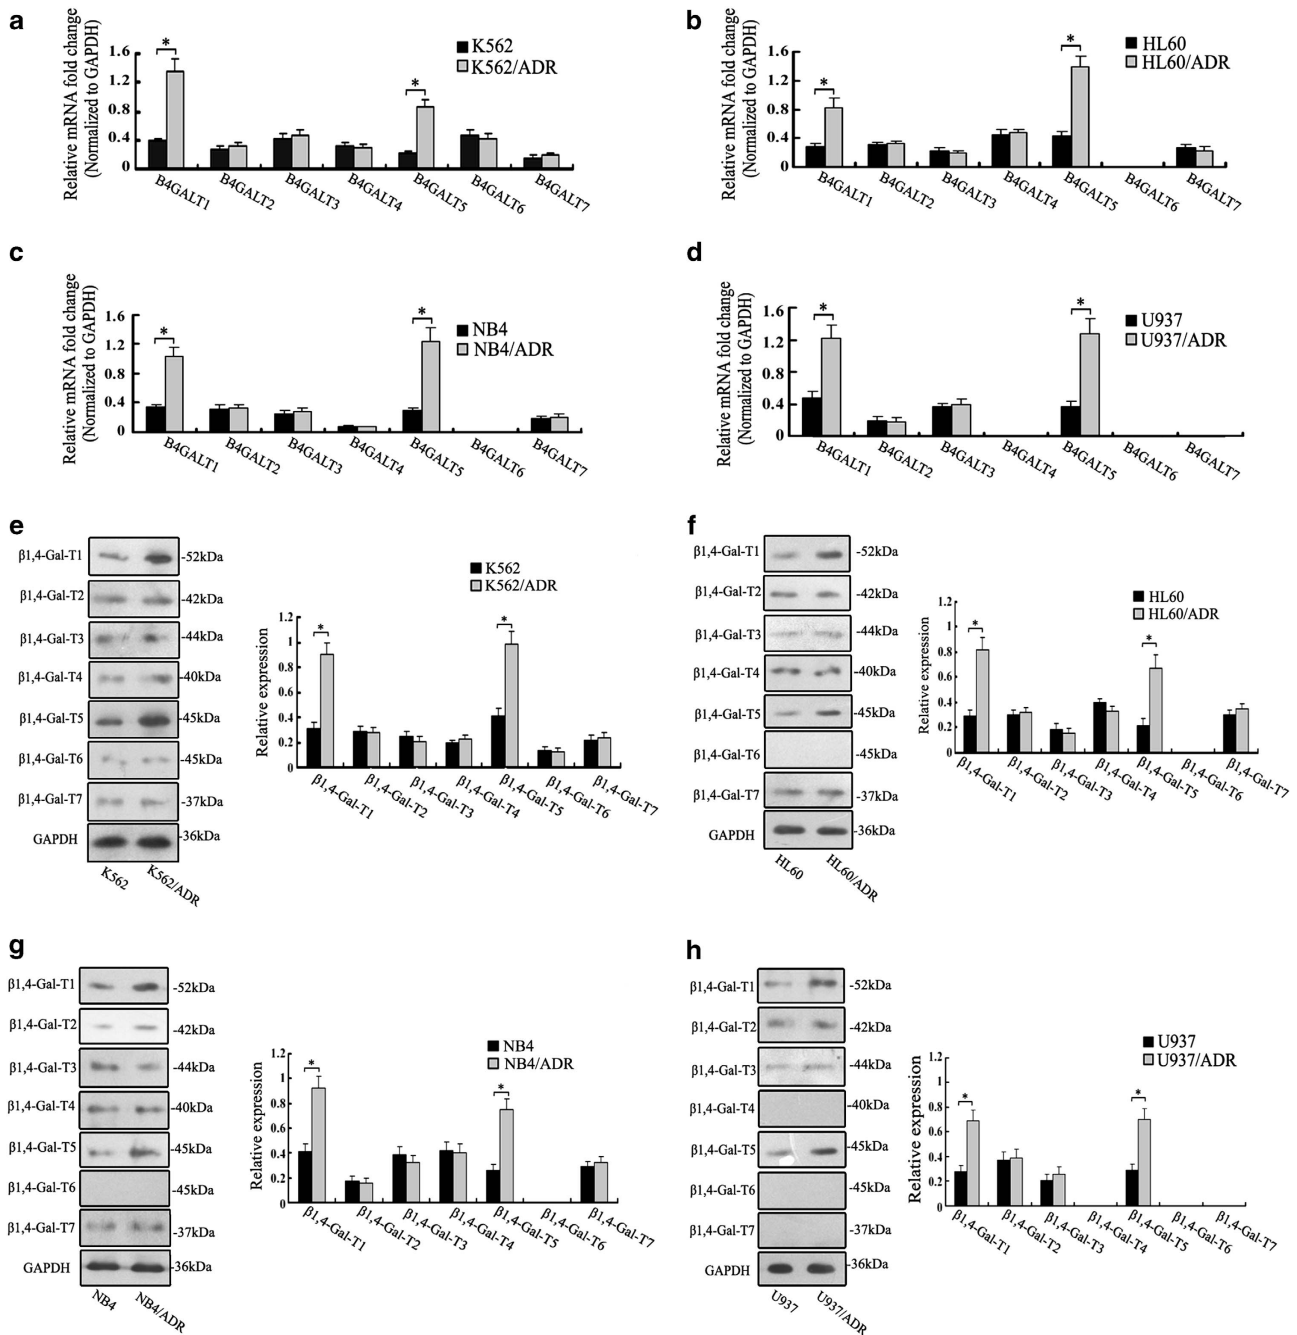 a
Relative mRNA fold change
(Normalized to GAPDH)
1.6
1.2
0.8
0.4
0
*
*
K562
K562/ADR
B4GALT1
B4GALT2
B4GALT3
B4GALT4
B4GALT5
B4GALT6
B4GALT7
b
Relative mRNA fold change
(Normalized to GAPDH)
1.6
1.2
0.8
0.4
0
*
*
HL60
HL60/ADR
B4GALT1
B4GALT2
B4GALT3
B4GALT4
B4GALT5
B4GALT6
B4GALT7
c
Relative mRNA fold change
(Normalized to GAPDH)
1.6
1.2
0.8
0.4
0
*
*
NB4
NB4/ADR
B4GALT1
B4GALT2
B4GALT3
B4GALT4
B4GALT5
B4GALT6
B4GALT7
d
Relative mRNA fold change
(Normalized to GAPDH)
1.6
1.2
0.8
0.4
0
*
*
U937
U937/ADR
B4GALT1
B4GALT2
B4GALT3
B4GALT4
B4GALT5
B4GALT6
B4GALT7
e
β1,4-Gal-T1 -52kDa
β1,4-Gal-T2 -42kDa
β1,4-Gal-T3 -44kDa
β1,4-Gal-T4 -40kDa
β1,4-Gal-T5 -45kDa
β1,4-Gal-T6 -45kDa
β1,4-Gal-T7 -37kDa
GAPDH -36kDa
K562
K562/ADR
Relative expression
1.2
1
0.8
0.6
0.4
0.2
0
*
*
K562
K562/ADR
β1,4-Gal-T1
β1,4-Gal-T2
β1,4-Gal-T3
β1,4-Gal-T4
β1,4-Gal-T5
β1,4-Gal-T6
β1,4-Gal-T7
f
β1,4-Gal-T1 -52kDa
β1,4-Gal-T2 -42kDa
β1,4-Gal-T3 -44kDa
β1,4-Gal-T4 -40kDa
β1,4-Gal-T5 -45kDa
β1,4-Gal-T6 -45kDa
β1,4-Gal-T7 -37kDa
GAPDH -36kDa
HL60
HL60/ADR
Relative expression
1.2
1
0.8
0.6
0.4
0.2
0
*
*
HL60
HL60/ADR
β1,4-Gal-T1
β1,4-Gal-T2
β1,4-Gal-T3
β1,4-Gal-T4
β1,4-Gal-T5
β1,4-Gal-T6
β1,4-Gal-T7
g
β1,4-Gal-T1 -52kDa
β1,4-Gal-T2 -42kDa
β1,4-Gal-T3 -44kDa
β1,4-Gal-T4 -40kDa
β1,4-Gal-T5 -45kDa
β1,4-Gal-T6 -45kDa
β1,4-Gal-T7 -37kDa
GAPDH -36kDa
NB4
NB4/ADR
Relative expression
1.2
1
0.8
0.6
0.4
0.2
0
*
*
NB4
NB4/ADR
β1,4-Gal-T1
β1,4-Gal-T2
β1,4-Gal-T3
β1,4-Gal-T4
β1,4-Gal-T5
β1,4-Gal-T6
β1,4-Gal-T7
h
β1,4-Gal-T1 -52kDa
β1,4-Gal-T2 -42kDa
β1,4-Gal-T3 -44kDa
β1,4-Gal-T4 -40kDa
β1,4-Gal-T5 -45kDa
β1,4-Gal-T6 -45kDa
β1,4-Gal-T7 -37kDa
GAPDH -36kDa
U937
U937/ADR
Relative expression
1.2
1
0.8
0.6
0.4
0.2
0
*
*
U937
U937/ADR
β1,4-Gal-T1
β1,4-Gal-T2
β1,4-Gal-T3
β1,4-Gal-T4
β1,4-Gal-T5
β1,4-Gal-T6
β1,4-Gal-T7